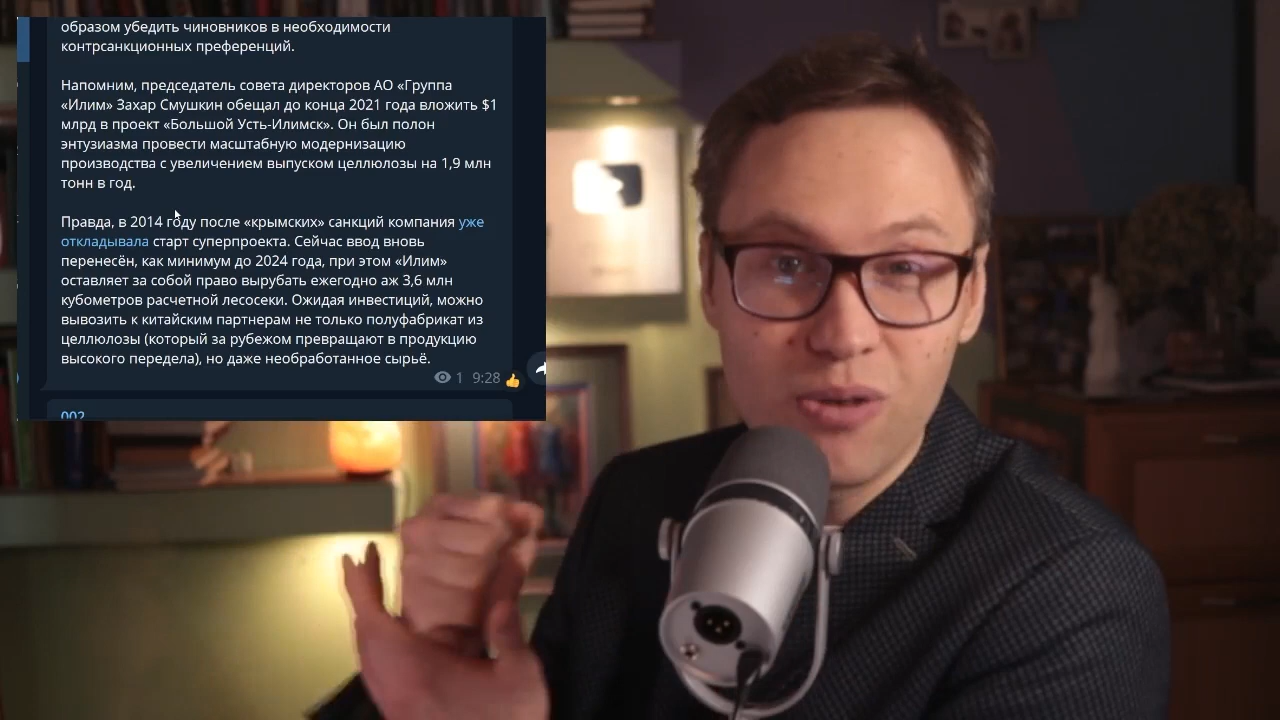 образом убедить чиновников в необходимости
контрсанкционных преференций.
Напомним, председатель совета директоров АО «Группа
«Илим» Захар Смушкин обещал до конца 2021 года вложить $1
млрд в проект «Большой Усть-Илимск». Он был полон
энтузиазма провести масштабную модернизацию
производства с увеличением выпуском целлюлозы на 1,9 млн
тонн в год.
Правда, в 2014 году после «крымских» санкций компания уже
откладывала старт суперпроекта. Сейчас ввод вновь
перенесён, как минимум до 2024 года, при этом «Илим»
оставляет за собой право вырубать ежегодно аж 3,6 млн
кубометров расчетной лесосеки. Ожидая инвестиций, можно
вывозить к китайским партнерам не только полуфабрикат из
целлюлозы (который за рубежом превращают в продукцию
высокого передела), но даже необработанное сырьё.
1 9:28
002